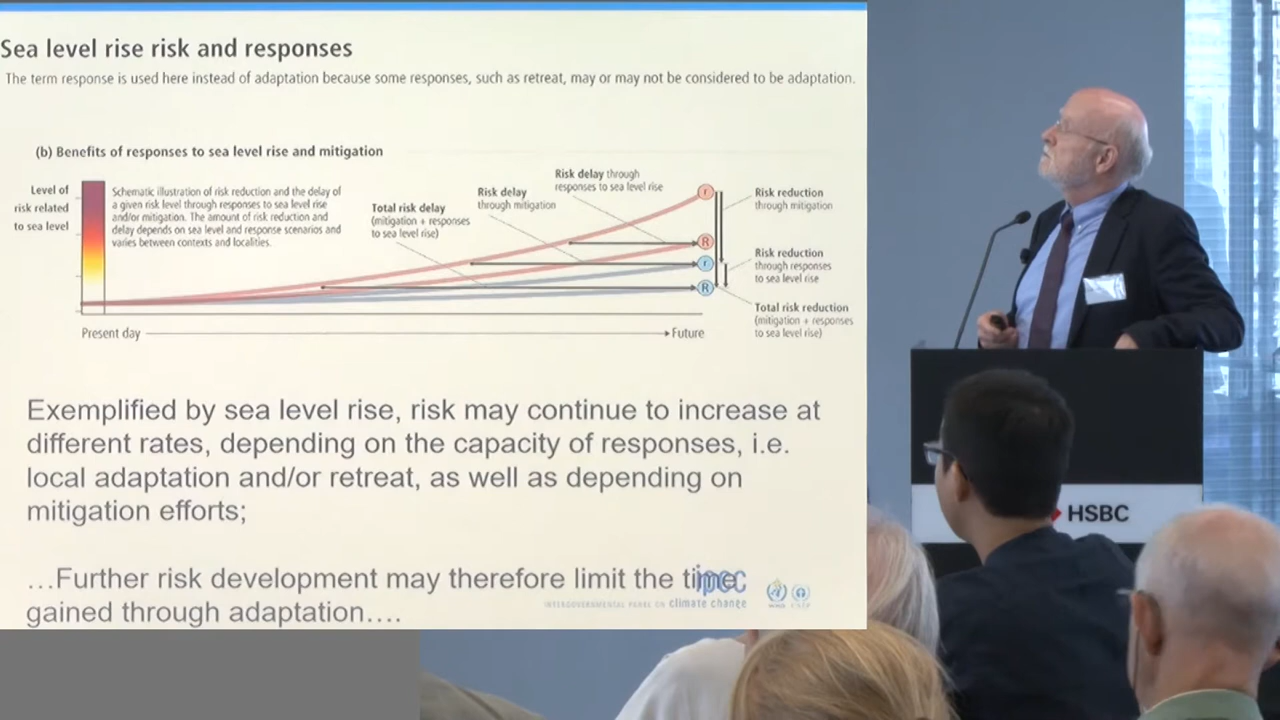 Sea level rise risk and responses
The term response is used here instead of adaptation because some responses, such as retreat, may or may not be considered to be adaptation.
(b) Benefits of responses to sea level rise and mitigation
Level of
risk related
to sea level
Schematic illustration of risk reduction and the delay of
a given risk level through responses to sea level rise
and/or mitigation. The amount of risk reduction and
delay depends on sea level and response scenarios and
varies between contexts and localities.
Total risk delay
(mitigation + responses
to sea level rise)
Risk delay
through mitigation
Risk delay through
responses to sea level rise
r
R
r
R
Risk reduction
through mitigation
Risk reduction
through responses
to sea level rise
Total risk reduction
(mitigation + responses
to sea level rise)
Present day
Future
Exemplified by sea level rise, risk may continue to increase at
different rates, depending on the capacity of responses, i.e.
local adaptation and/or retreat, as well as depending on
mitigation efforts;
…Further risk development may therefore limit the time
gained through adaptation….
ipcc
INTERGOVERNMENTAL PANEL ON climate change
WMO UNEP
HSBC